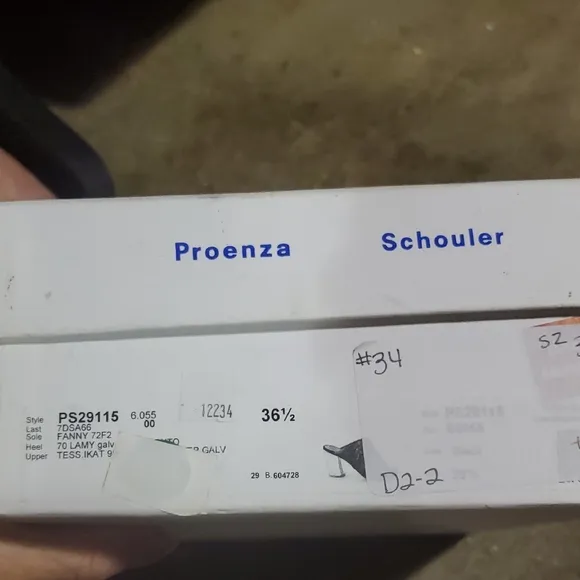 Proenza Schouler
#34
Style PS29115 6.055 12234 36½
Last 7DSA66 00
Sole FANNY 72F2
Heel 70 LAMY galv GALV
Upper TESS.IKAT
29 B.604728
D2-2
SZ